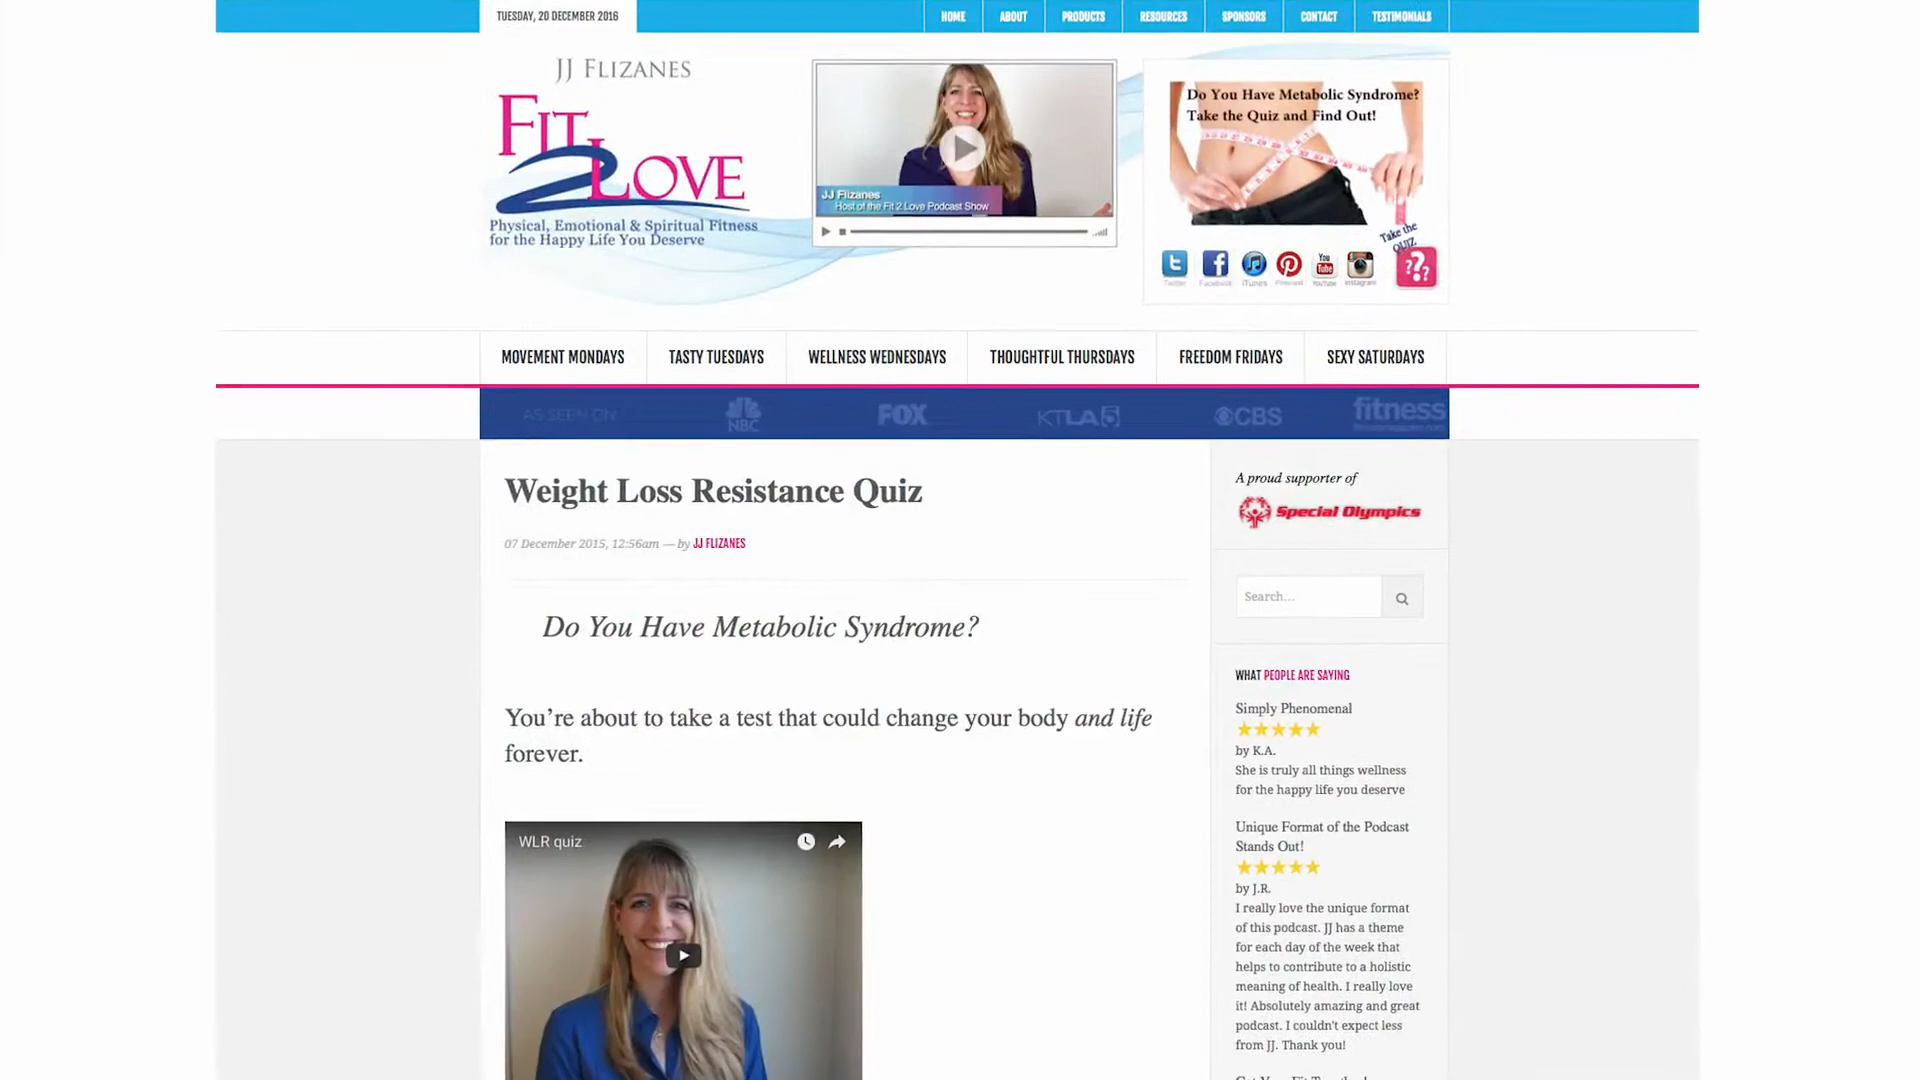 TUESDAY, 20 DECEMBER 2016
HOME ABOUT PRODUCTS RESOURCES SPONSORS CONTACT TESTIMONIALS
JJ FLIZANES
FIT
2 LOVE
Physical, Emotional & Spiritual Fitness
for the Happy Life You Deserve
JJ Flizanes
Host of the Fit 2 Love Podcast Show
Do You Have Metabolic Syndrome?
Take the Quiz and Find Out!
Take the
QUIZ
???
You
Tube
Twitter Facebook iTunes Pinterest YouTube Instagram
MOVEMENT MONDAYS TASTY TUESDAYS WELLNESS WEDNESDAYS THOUGHTFUL THURSDAYS FREEDOM FRIDAYS SEXY SATURDAYS
AS SEEN ON NBC FOX KTLA5 CBS fitness
Weight Loss Resistance Quiz
07 December 2015, 12:56am — by JJ FLIZANES
Do You Have Metabolic Syndrome?
You’re about to take a test that could change your body and life
forever.
WLR quiz
A proud supporter of
Special Olympics
Search...
WHAT PEOPLE ARE SAYING
Simply Phenomenal
by K.A.
She is truly all things wellness
for the happy life you deserve
Unique Format of the Podcast
Stands Out!
by J.R.
I really love the unique format
of this podcast. JJ has a theme
for each day of the week that
helps to contribute to a holistic
meaning of health. I really love
it! Absolutely amazing and great
podcast. I couldn't expect less
from JJ. Thank you!